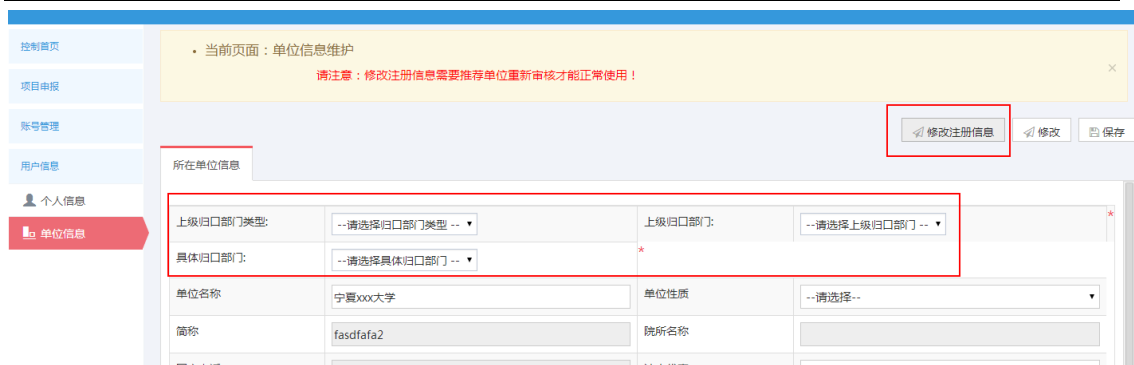 控制首页
项目申报
账号管理
用户信息
个人信息
单位信息
• 当前页面：单位信息维护
请注意：修改注册信息需要推荐单位重新审核才能正常使用！
×
修改注册信息 修改 保存
所在单位信息
上级归口部门类型: --请选择归口部门类型 -- 上级归口部门: --请选择上级归口部门 -- *
具体归口部门: --请选择具体归口部门 -- *
单位名称 宁夏xxx大学 单位性质 --请选择--
简称 fasdfafa2 院所名称